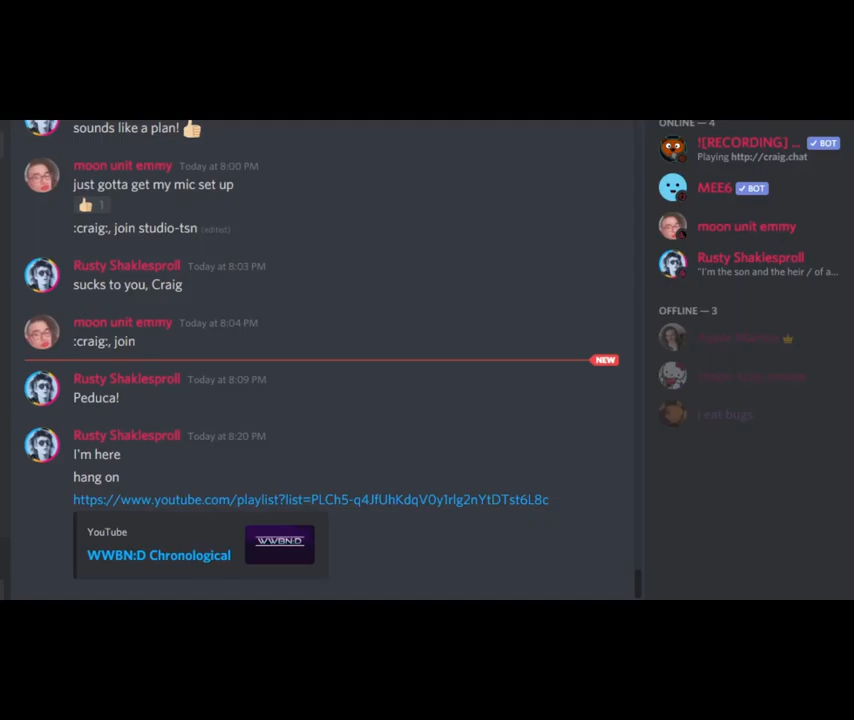 sounds like a plan! 👍
moon unit emmy Today at 8:00 PM
just gotta get my mic set up
👍 1
:craig:, join studio-tsn (edited)
Rusty Shaklesproll Today at 8:03 PM
sucks to you, Craig
moon unit emmy Today at 8:04 PM
:craig:, join
NEW
Rusty Shaklesproll Today at 8:09 PM
Peduca!
Rusty Shaklesproll Today at 8:20 PM
I'm here
hang on
https://www.youtube.com/playlist?list=PLCh5-q4JfUhKdqV0y1rlg2nYtDTst6L8c
YouTube
WWBN:D Chronological
WWBN:D
ONLINE — 4
![RECORDING] ... ✓ BOT
Playing http://craig.chat
MEE6 ✓ BOT
moon unit emmy
Rusty Shaklesproll
"I'm the son and the heir / of a...
OFFLINE — 3
i eat bugs